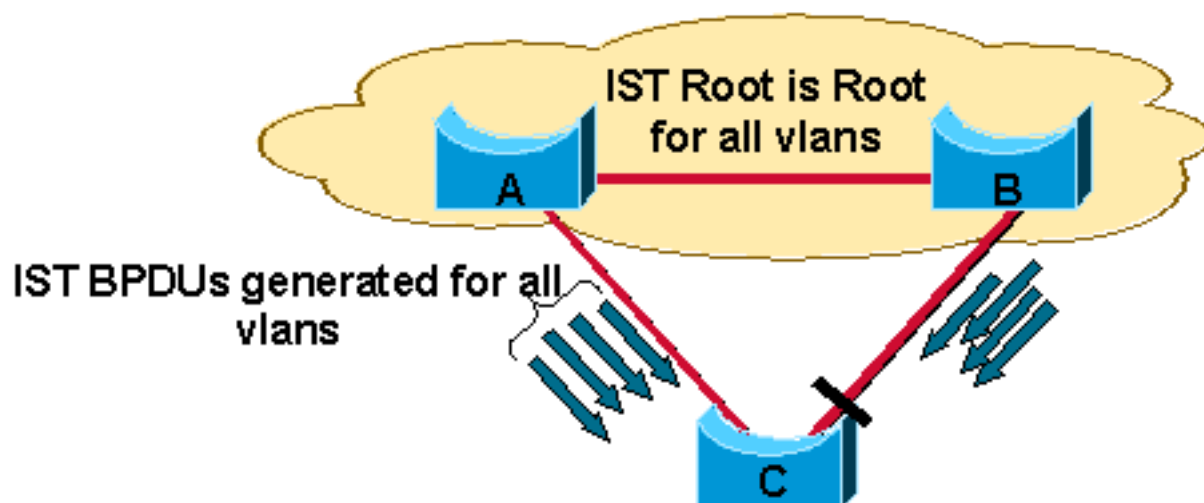 IST Root is Root
for all vlans
A
B
IST BPDUs generated for all
vlans
C